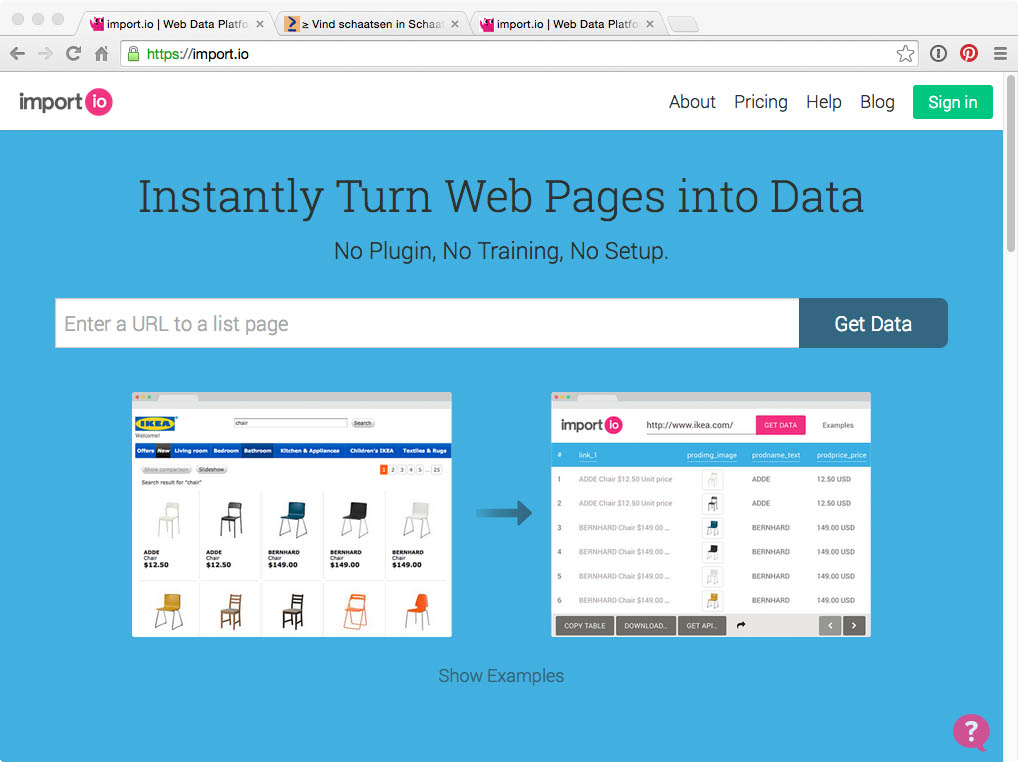 import.io | Web Data Platfo
≥ Vind schaatsen in Schaat
import.io | Web Data Platfo
https://import.io
import io
About Pricing Help Blog Sign in
Instantly Turn Web Pages into Data
No Plugin, No Training, No Setup.
Enter a URL to a list page
Get Data
IKEA
chair
Search
Welcome!
Offers New Living room Bedroom Bathroom Kitchen & Appliances Children's IKEA Textiles & Rugs
Show comparison Slideshow
1 2 3 4 5 ... 25
Search result for "chair"
ADDE ADDE BERNHARD BERNHARD BERNHARD
Chair Chair Chair Chair Chair
$12.50 $12.50 $149.00 $149.00 $149.00
import io http://www.ikea.com/ GET DATA Examples
# link_1 prodimg_image prodname_text prodprice_price
1 ADDE Chair $12.50 Unit price ADDE 12.50 USD
2 ADDE Chair $12.50 Unit price ADDE 12.50 USD
3 BERNHARD Chair $149.00 ... BERNHARD 149.00 USD
4 BERNHARD Chair $149.00 ... BERNHARD 149.00 USD
5 BERNHARD Chair $149.00 ... BERNHARD 149.00 USD
6 BERNHARD Chair $149.00 ... BERNHARD 149.00 USD
COPY TABLE DOWNLOAD... GET API...
Show Examples
?